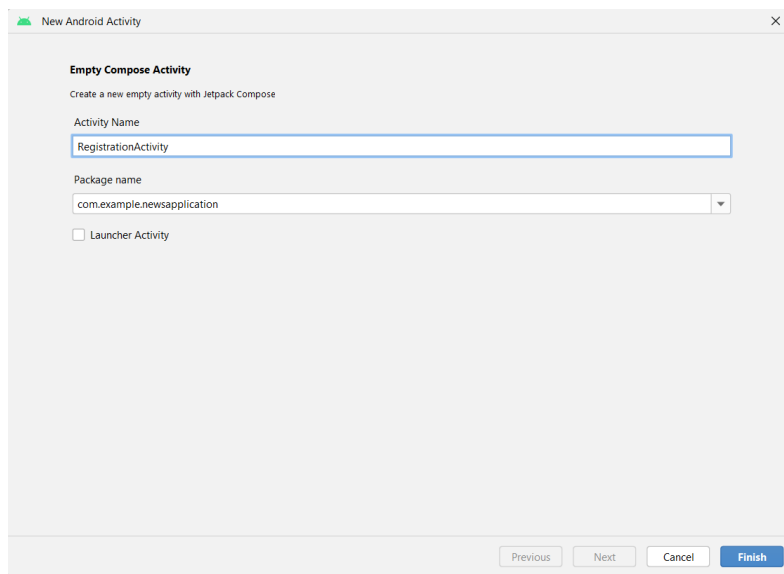 New Android Activity
Empty Compose Activity
Create a new empty activity with Jetpack Compose
Activity Name
RegistrationActivity
Package name
com.example.newsapplication
Launcher Activity
Previous Next Cancel Finish